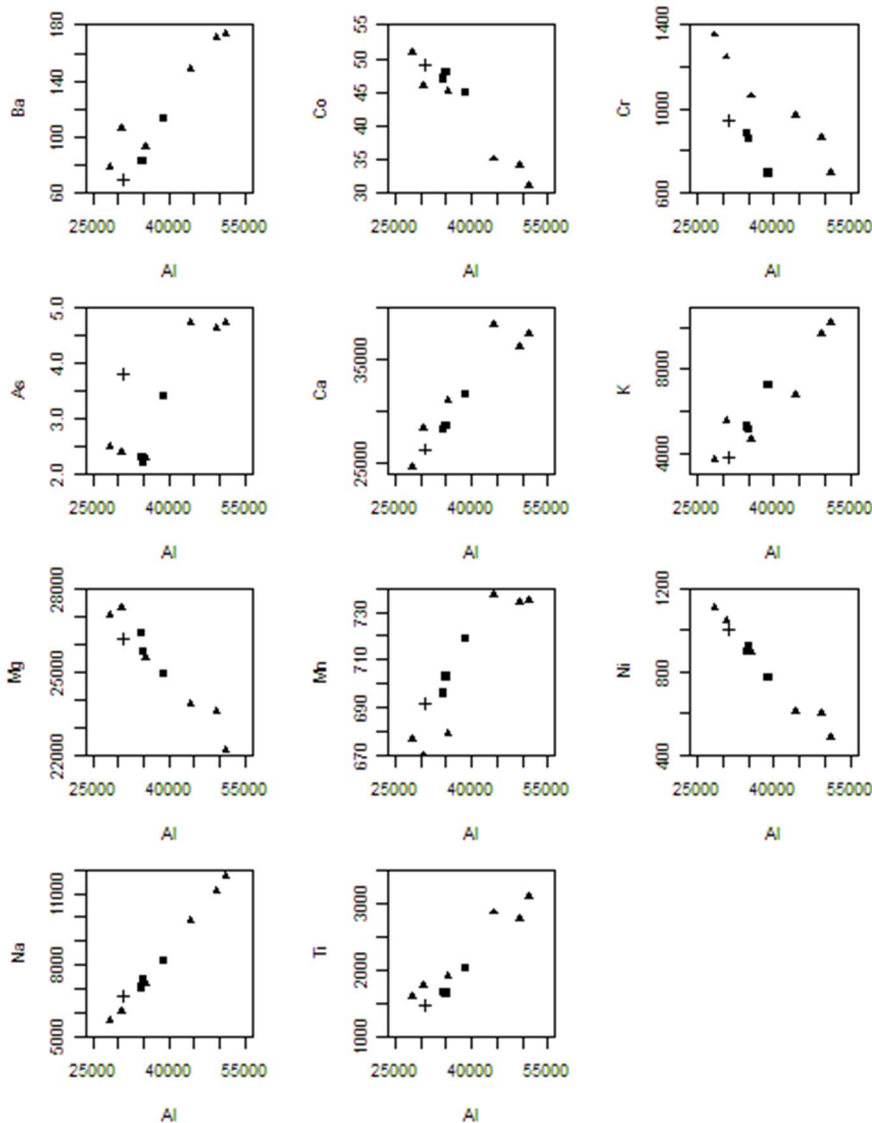 Ba
60 100 140 180
25000 40000 55000
Al
Co
30 35 40 45 50 55
25000 40000 55000
Al
Cr
600 1000 1400
25000 40000 55000
Al
As
2.0 3.0 4.0 5.0
25000 40000 55000
Al
Ca
25000 35000
25000 40000 55000
Al
K
4000 8000
25000 40000 55000
Al
Mg
22000 25000 28000
25000 40000 55000
Al
Mn
670 690 710 730
25000 40000 55000
Al
Ni
400 800 1200
25000 40000 55000
Al
Na
5000 8000 11000
25000 40000 55000
Al
Ti
1000 2000 3000
25000 40000 55000
Al